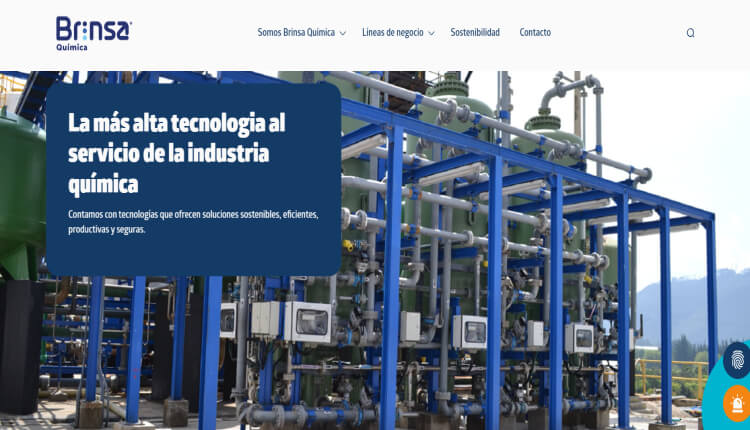 Brinsa
Química
Somos Brinsa Química
Líneas de negocio
Sostenibilidad
Contacto
La más alta tecnologia al
servicio de la industria
química
Contamos con tecnologías que ofrecen soluciones sostenibles, eficientes,
productivas y seguras.